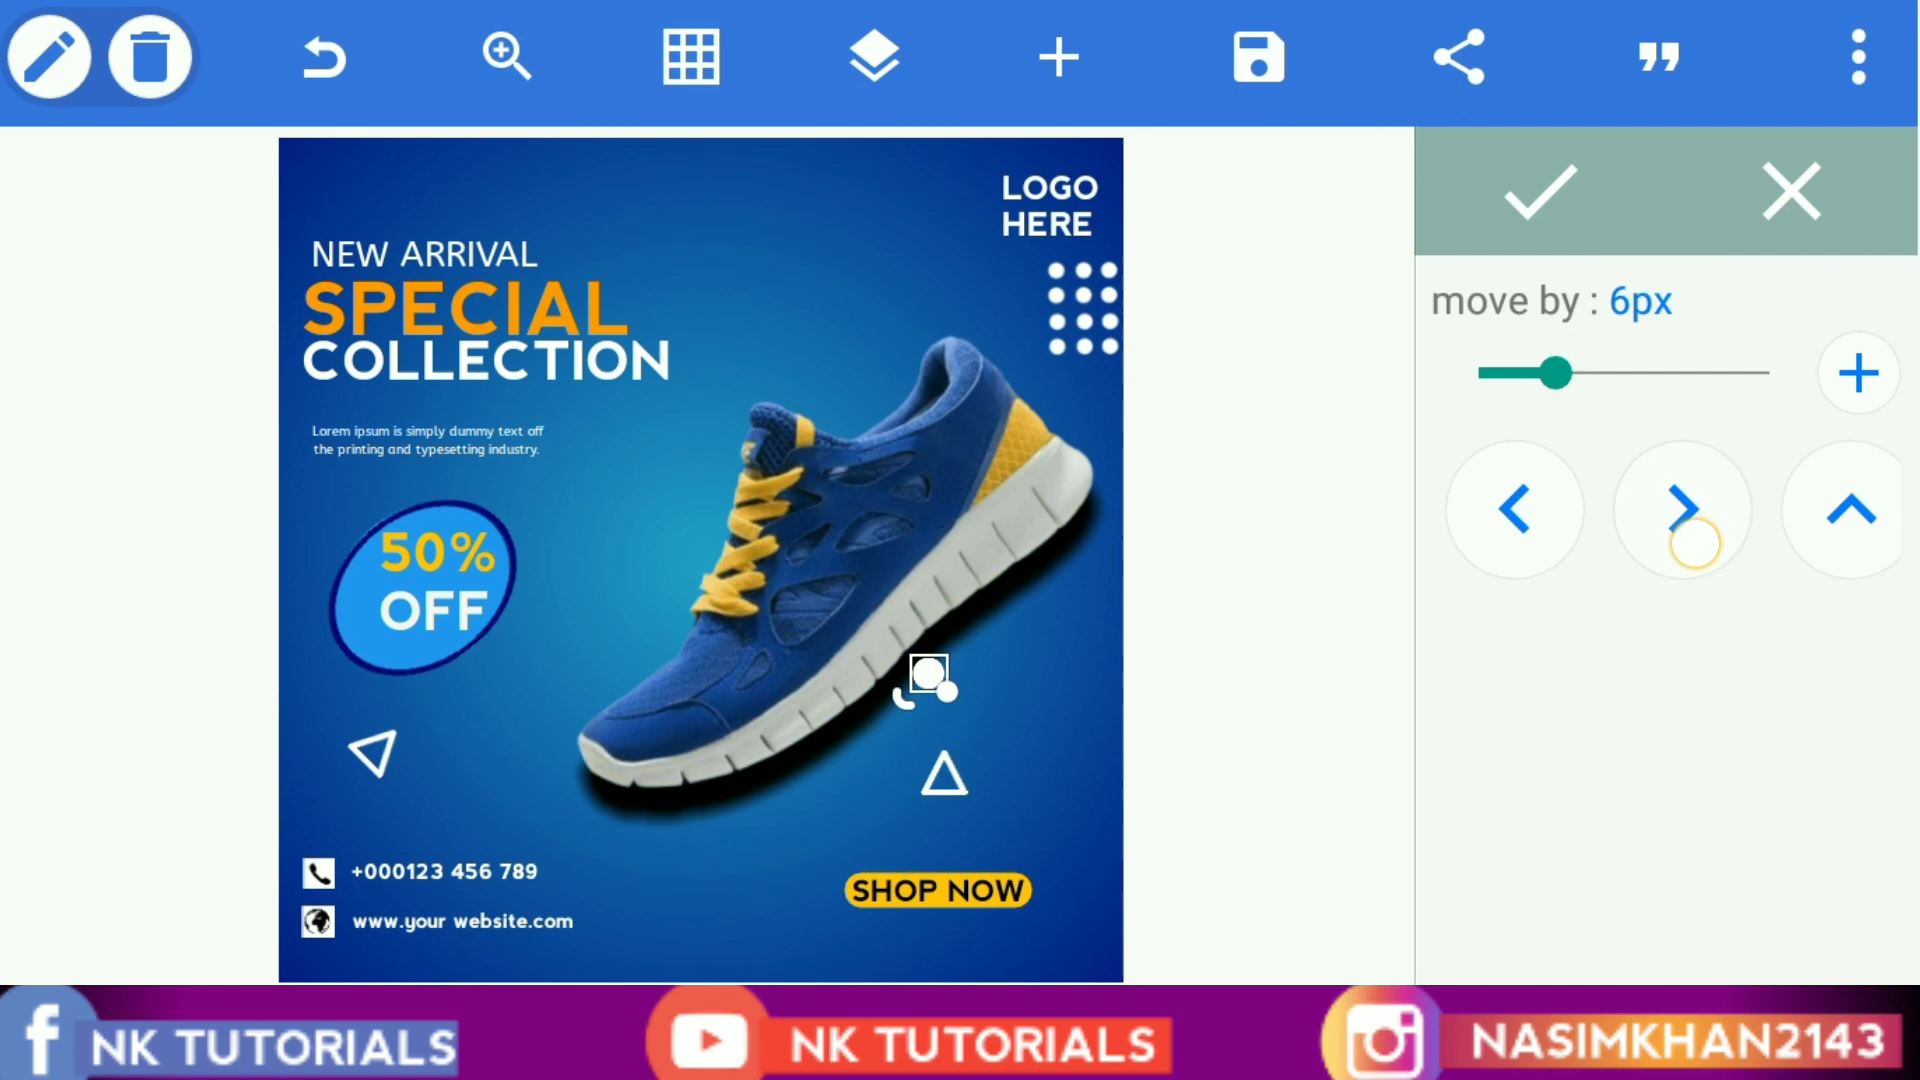 LOGO
HERE
NEW ARRIVAL
SPECIAL
COLLECTION
Lorem ipsum is simply dummy text off
the printing and typesetting industry.
50%
OFF
+000123 456 789
www.your website.com
SHOP NOW
move by : 6px
NK TUTORIALS
NK TUTORIALS
NASIMKHAN2143